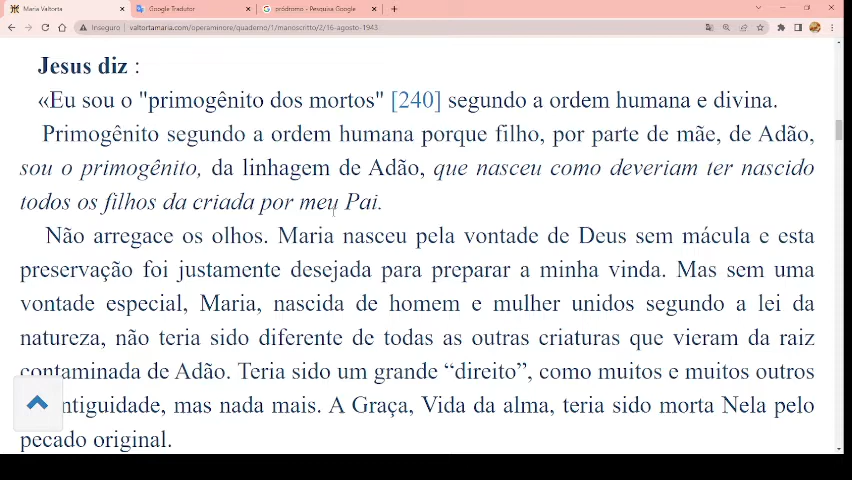 Maria Valtorta
Google Tradutor
pródromo - Pesquisa Google
Inseguro | valtortamaria.com/operaminore/quaderno/1/manoscritto/2/16-agosto-1943
Jesus diz :
«Eu sou o "primogênito dos mortos" [240] segundo a ordem humana e divina.
Primogênito segundo a ordem humana porque filho, por parte de mãe, de Adão,
sou o primogênito, da linhagem de Adão, que nasceu como deveriam ter nascido
todos os filhos da criada por meu Pai.
Não arregace os olhos. Maria nasceu pela vontade de Deus sem mácula e esta
preservação foi justamente desejada para preparar a minha vinda. Mas sem uma
vontade especial, Maria, nascida de homem e mulher unidos segundo a lei da
natureza, não teria sido diferente de todas as outras criaturas que vieram da raiz
contaminada de Adão. Teria sido um grande “direito”, como muitos e muitos outros
ntiguidade, mas nada mais. A Graça, Vida da alma, teria sido morta Nela pelo
pecado original.